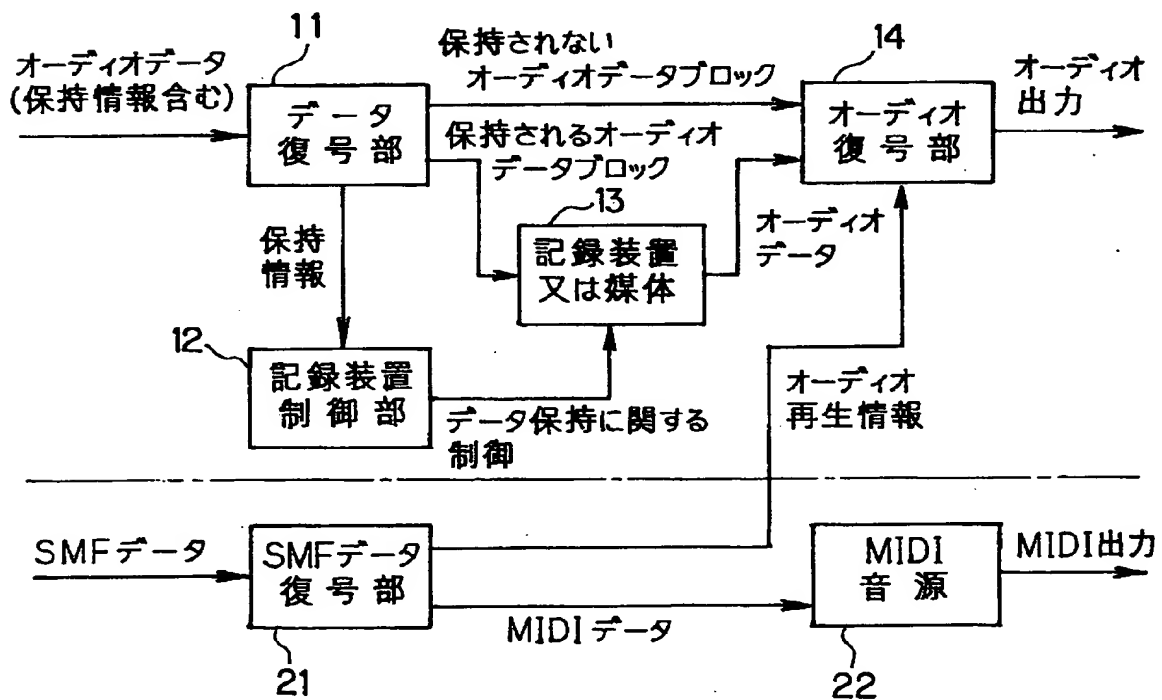 11
オーディオデータ
(保持情報含む)
データ
復号部
保持されない
オーディオデータブロック
保持されるオーディオ
データブロック
14
オーディオ
復号部
オーディオ
出力
保持
情報
13
記録装置
又は媒体
オーディオ
データ
12
記録装置
制御部
データ保持に関する
制御
オーディオ
再生情報
SMFデータ
SMFデータ
復号部
21
MIDIデータ
MIDI
音源
22
MIDI出力